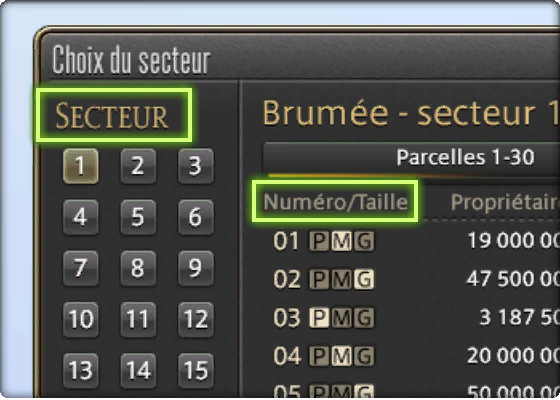 Choix du secteur
SECTEUR
1 2 3
4 5 6
7 8 9
10 11 12
13 14 15
Brumée - secteur 1
Parcelles 1-30
Numéro/Taille Propriétair
01 P M G 19 000 00
02 P M G 47 500 00
03 P M G 3 187 50
04 P M G 20 000 00
05 P M G 50 000 00